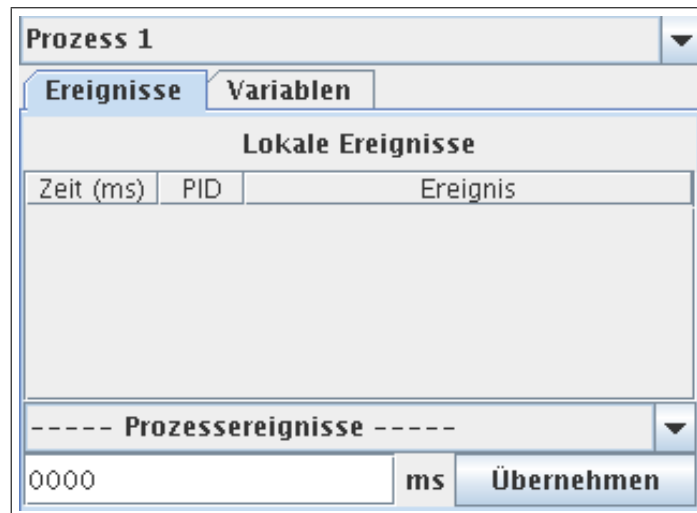 Prozess 1
Ereignisse Variablen
Lokale Ereignisse
Zeit (ms) PID Ereignis
----- Prozessereignisse -----
0000 ms Übernehmen